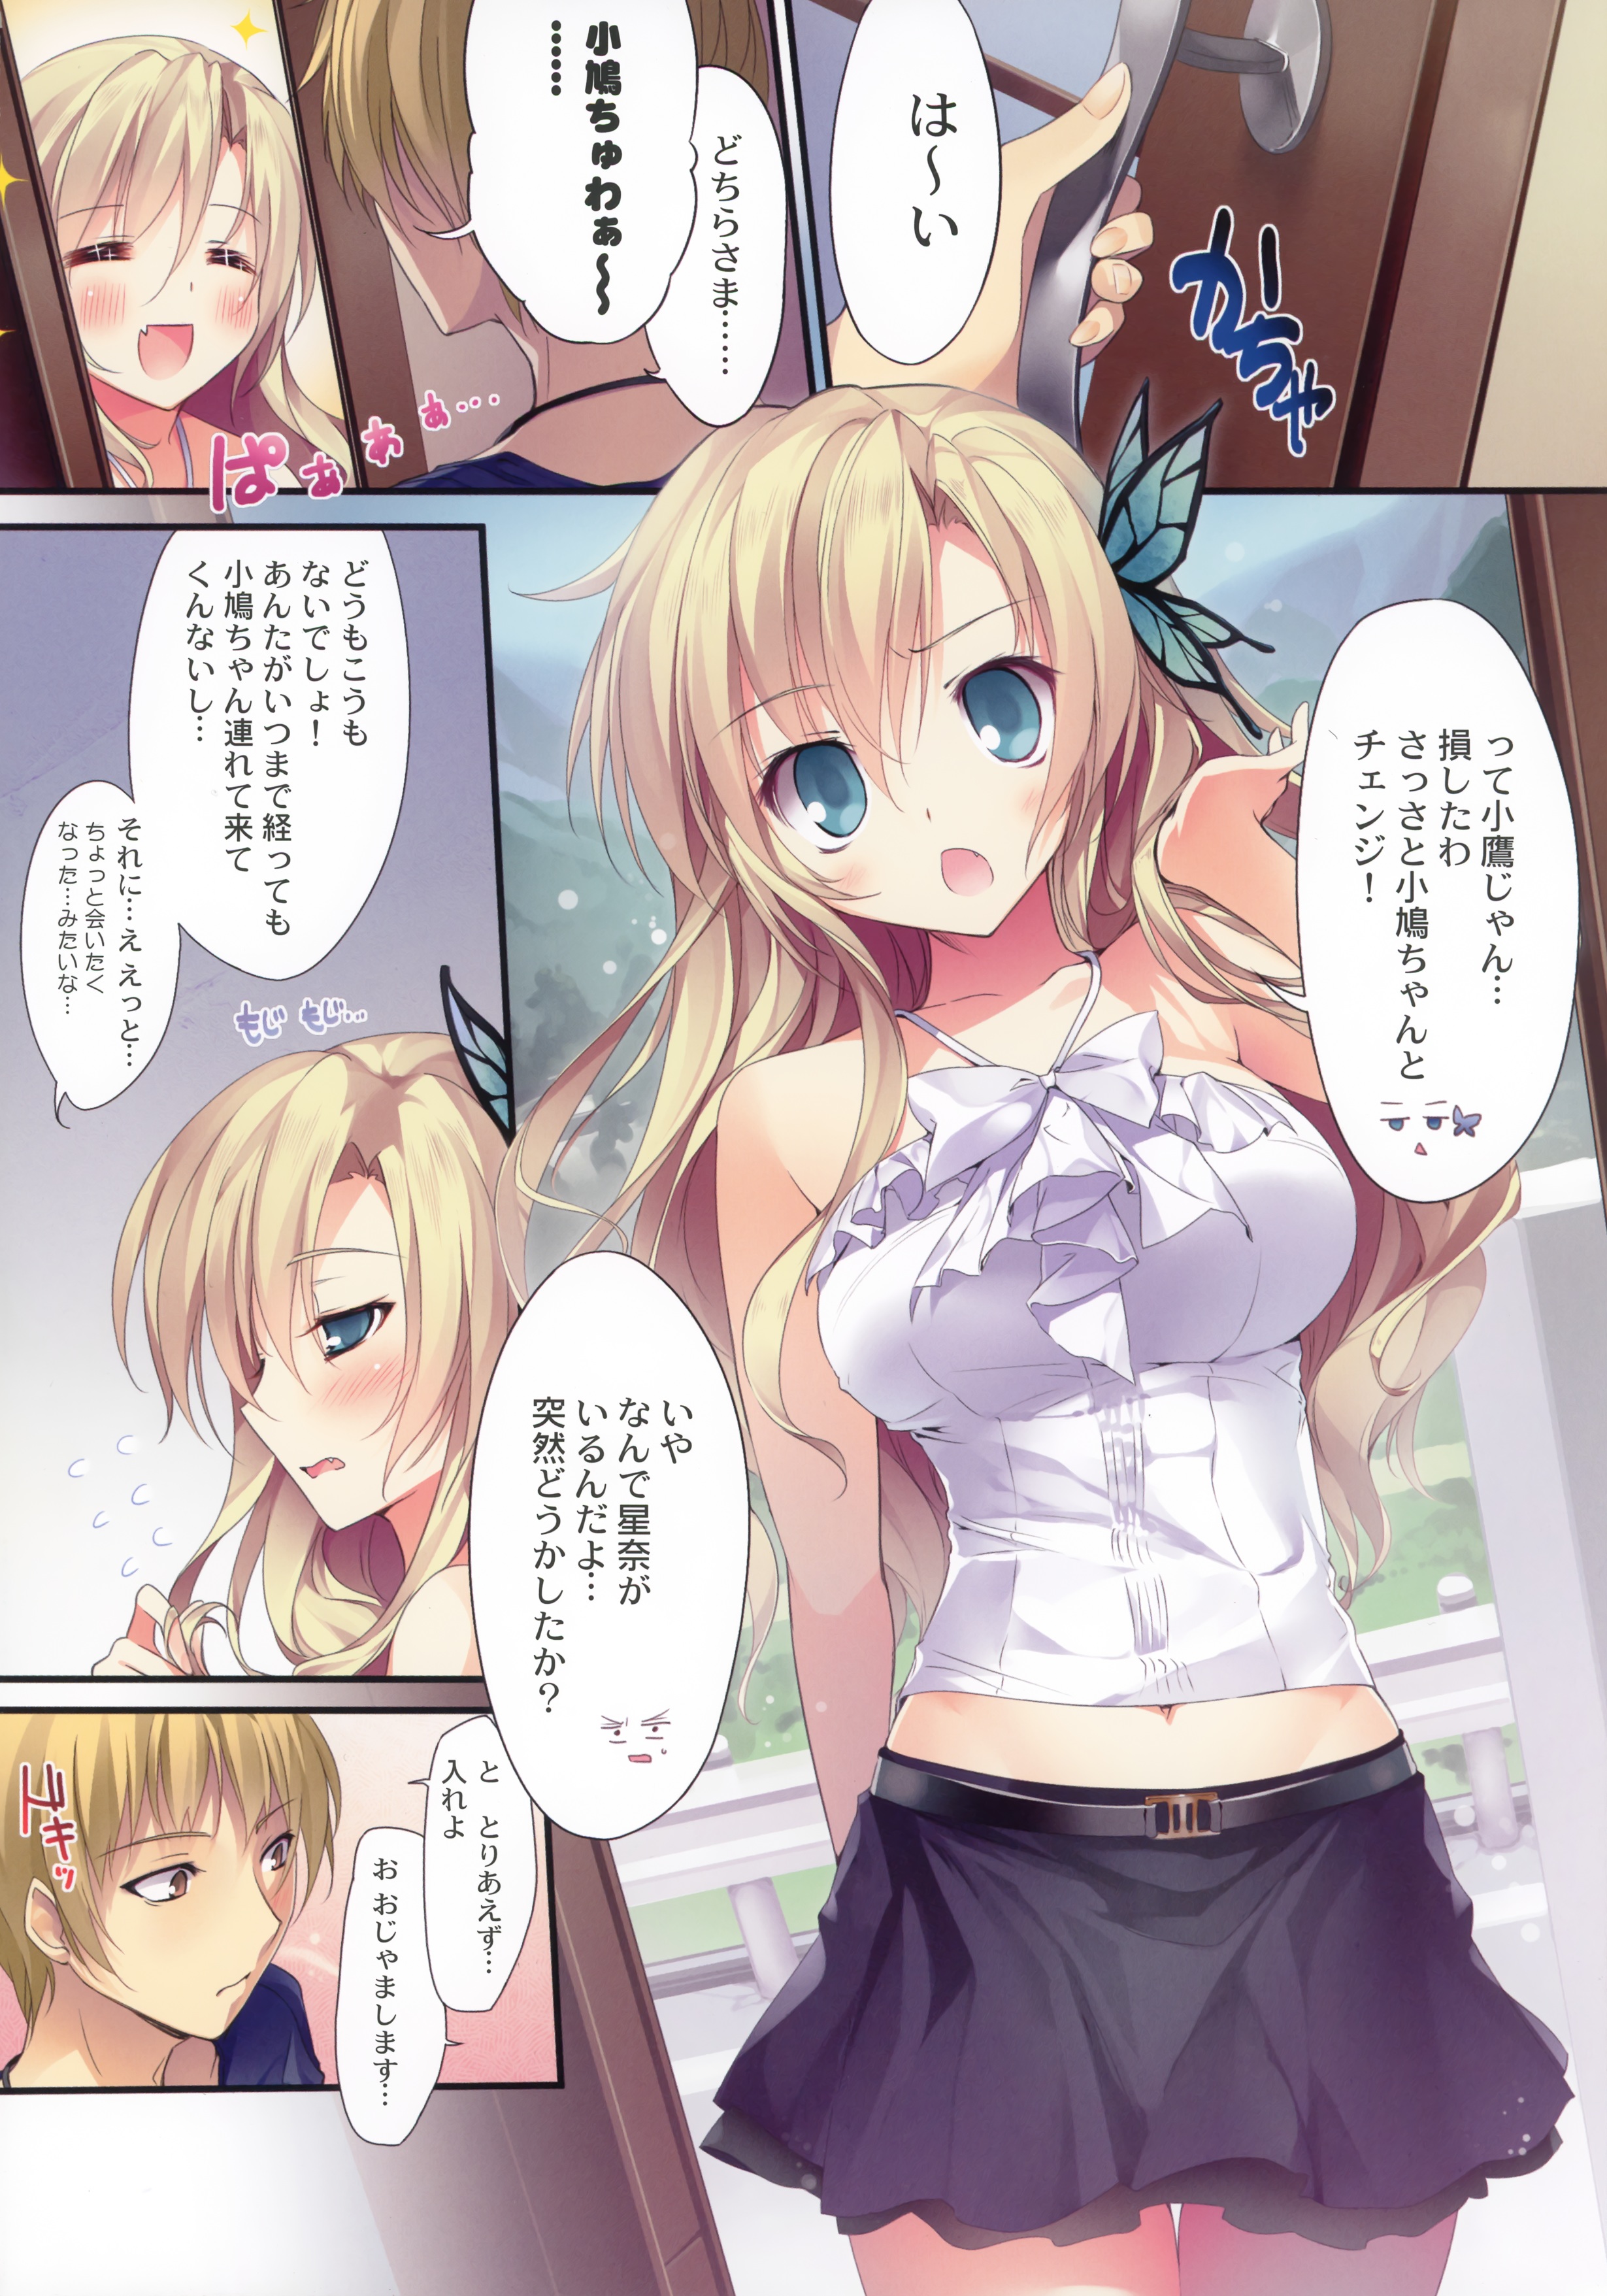 は～い
かちゃ
どちらさま……
小鳩ちゅわぁ～
……
ぱぁぁぁ…
って小鷹じゃん…
損したわ
さっさと小鳩ちゃんと
チェンジ！
いや
なんで星奈が
いるんだよ…
突然どうかしたか？
どうもこうも
ないでしょ！
あんたがいつまで経っても
小鳩ちゃん連れて来て
くんないし…
それに…え えっと…
ちょっと会いたく
なった…みたいな…
もじもじ…
と とりあえず…
入れよ
お おじゃまします…
ドキッ